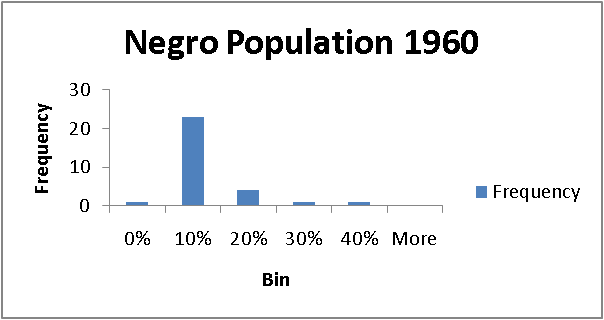 Negro Population 1960
Frequency
30
20
10
0
0% 10% 20% 30% 40% More
Bin
Frequency